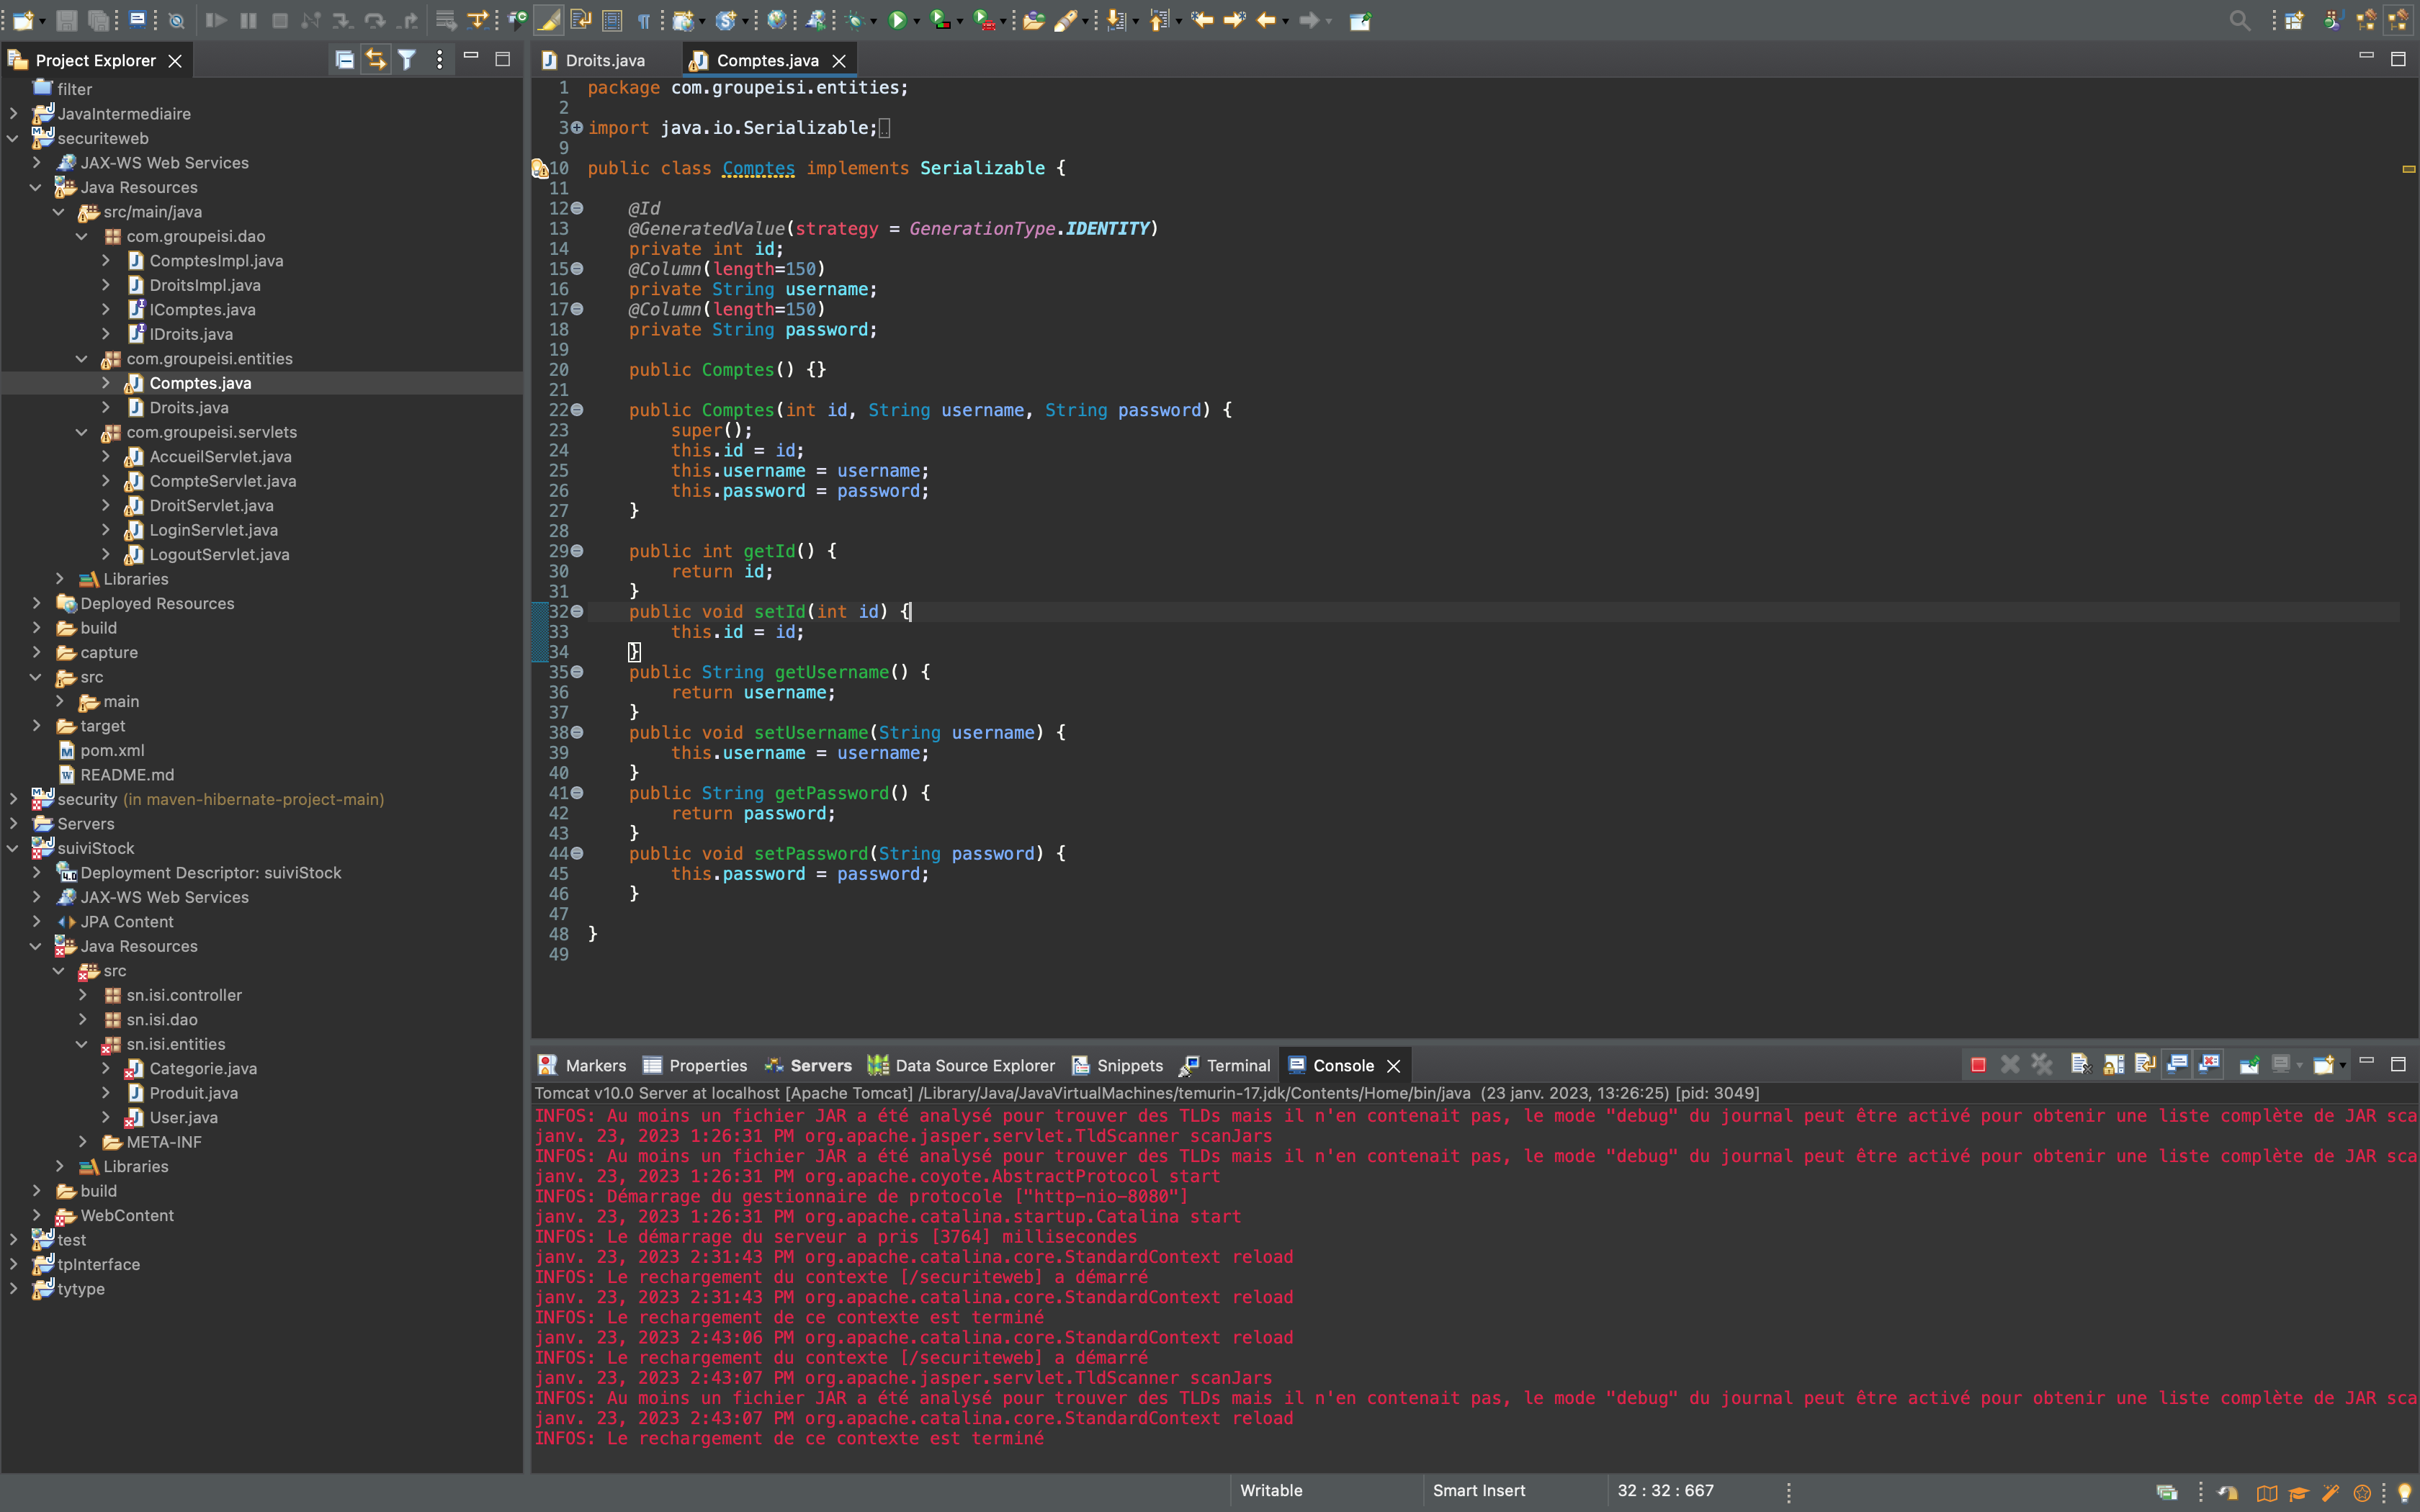 Project Explorer
filter
JavaIntermediaire
securiteweb
JAX-WS Web Services
Java Resources
src/main/java
com.groupeisi.dao
ComptesImpl.java
DroitsImpl.java
IComptes.java
IDroits.java
com.groupeisi.entities
Comptes.java
Droits.java
com.groupeisi.servlets
AccueilServlet.java
CompteServlet.java
DroitServlet.java
LoginServlet.java
LogoutServlet.java
Libraries
Deployed Resources
build
capture
src
main
target
pom.xml
README.md
security (in maven-hibernate-project-main)
Servers
suiviStock
Deployment Descriptor: suiviStock
JAX-WS Web Services
JPA Content
Java Resources
src
sn.isi.controller
sn.isi.dao
sn.isi.entities
Categorie.java
Produit.java
User.java
META-INF
Libraries
build
WebContent
test
tpInterface
tytype
Droits.java Comptes.java
1 package com.groupeisi.entities;
2
3 import java.io.Serializable;
9
10 public class Comptes implements Serializable {
11
12 @Id
13 @GeneratedValue(strategy = GenerationType.IDENTITY)
14 private int id;
15 @Column(length=150)
16 private String username;
17 @Column(length=150)
18 private String password;
19
20 public Comptes() {}
21
22 public Comptes(int id, String username, String password) {
23 super();
24 this.id = id;
25 this.username = username;
26 this.password = password;
27 }
28
29 public int getId() {
30 return id;
31 }
32 public void setId(int id) {
33 this.id = id;
34 }
35 public String getUsername() {
36 return username;
37 }
38 public void setUsername(String username) {
39 this.username = username;
40 }
41 public String getPassword() {
42 return password;
43 }
44 public void setPassword(String password) {
45 this.password = password;
46 }
47
48 }
49
Markers Properties Servers Data Source Explorer Snippets Terminal Console
Tomcat v10.0 Server at localhost [Apache Tomcat] /Library/Java/JavaVirtualMachines/temurin-17.jdk/Contents/Home/bin/java (23 janv. 2023, 13:26:25) [pid: 3049]
INFOS: Au moins un fichier JAR a été analysé pour trouver des TLDs mais il n'en contenait pas, le mode "debug" du journal peut être activé pour obtenir une liste complète de JAR sca
janv. 23, 2023 1:26:31 PM org.apache.jasper.servlet.TldScanner scanJars
INFOS: Au moins un fichier JAR a été analysé pour trouver des TLDs mais il n'en contenait pas, le mode "debug" du journal peut être activé pour obtenir une liste complète de JAR sca
janv. 23, 2023 1:26:31 PM org.apache.coyote.AbstractProtocol start
INFOS: Démarrage du gestionnaire de protocole ["http-nio-8080"]
janv. 23, 2023 1:26:31 PM org.apache.catalina.startup.Catalina start
INFOS: Le démarrage du serveur a pris [3764] millisecondes
janv. 23, 2023 2:31:43 PM org.apache.catalina.core.StandardContext reload
INFOS: Le rechargement du contexte [/securiteweb] a démarré
janv. 23, 2023 2:31:43 PM org.apache.catalina.core.StandardContext reload
INFOS: Le rechargement de ce contexte est terminé
janv. 23, 2023 2:43:06 PM org.apache.catalina.core.StandardContext reload
INFOS: Le rechargement du contexte [/securiteweb] a démarré
janv. 23, 2023 2:43:07 PM org.apache.jasper.servlet.TldScanner scanJars
INFOS: Au moins un fichier JAR a été analysé pour trouver des TLDs mais il n'en contenait pas, le mode "debug" du journal peut être activé pour obtenir une liste complète de JAR sca
janv. 23, 2023 2:43:07 PM org.apache.catalina.core.StandardContext reload
INFOS: Le rechargement de ce contexte est terminé
Writable Smart Insert 32 : 32 : 667